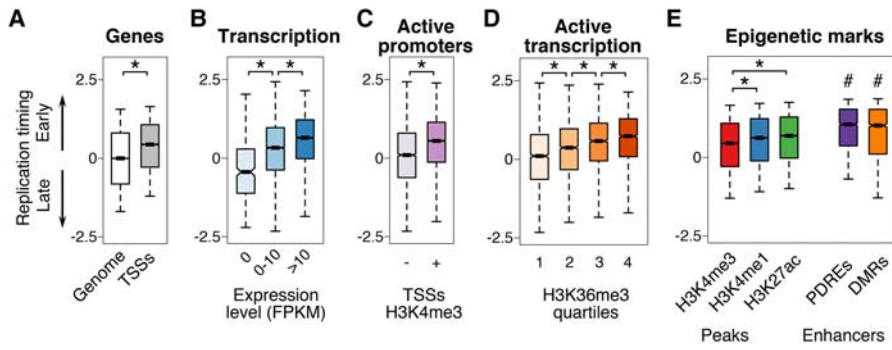 A
Genes
*
2.5
0
-2.5
Replication timing
Late Early
Genome
TSSs
B
Transcription
* *
2.5
0
-2.5
0
0-10
>10
Expression
level (FPKM)
C
Active
promoters
*
2.5
0
-2.5
- +
TSSs
H3K4me3
D
Active
transcription
* * *
2.5
0
-2.5
1 2 3 4
H3K36me3
quartiles
E
Epigenetic marks
*
*
# #
2.5
0
-2.5
H3K4me3
H3K4me1
H3K27ac
PDREs
DMRs
Peaks
Enhancers